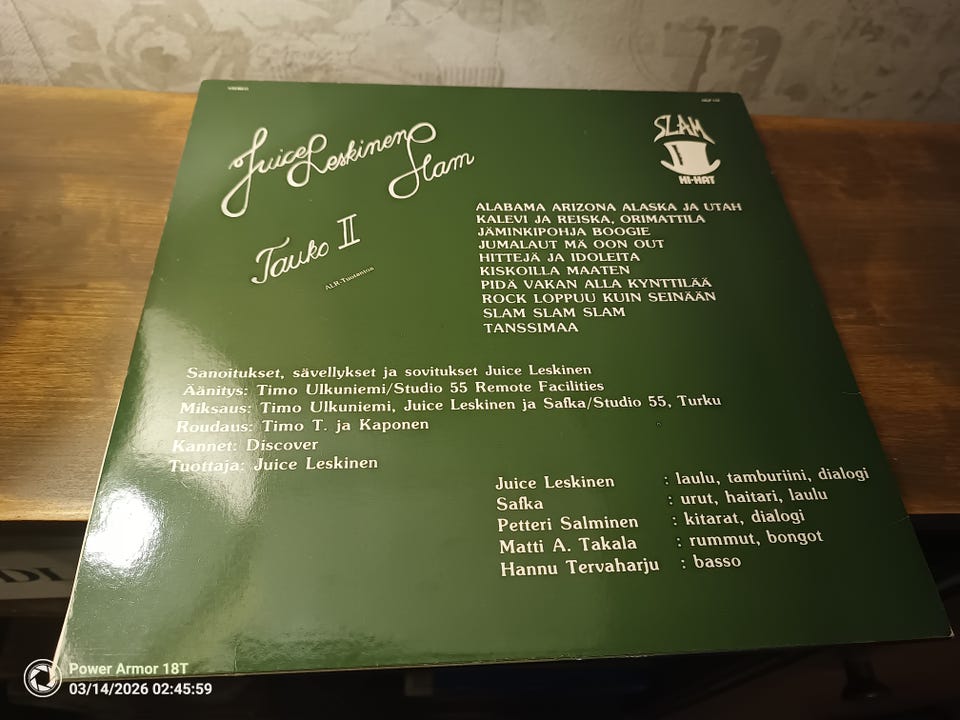 STEREO
Juice Leskinen Slam
SLAM
HI-HAT
Tauko II
ALR-Tuotantoa
ALABAMA ARIZONA ALASKA JA UTAH
KALEVI JA REISKA, ORIMATTILA
JÄMINKIPOHJA BOOGIE
JUMALAUT MÄ OON OUT
HITTEJÄ JA IDOLEITA
KISKOILLA MAATEN
PIDÄ VAKAN ALLA KYNTTILÄÄ
ROCK LOPPUU KUIN SEINÄÄN
SLAM SLAM SLAM
TANSSIMAA
Sanoitukset, sävellykset ja sovitukset Juice Leskinen
Äänitys: Timo Ulkuniemi/Studio 55 Remote Facilities
Miksaus: Timo Ulkuniemi, Juice Leskinen ja Safka/Studio 55, Turku
Roudaus: Timo T. ja Kaponen
Kannet: Discover
Tuottaja: Juice Leskinen
Juice Leskinen : laulu, tamburiini, dialogi
Safka : urut, haitari, laulu
Petteri Salminen : kitarat, dialogi
Matti A. Takala : rummut, bongot
Hannu Tervaharju : basso
DI
Power Armor 18T
03/14/2026 02:45:59